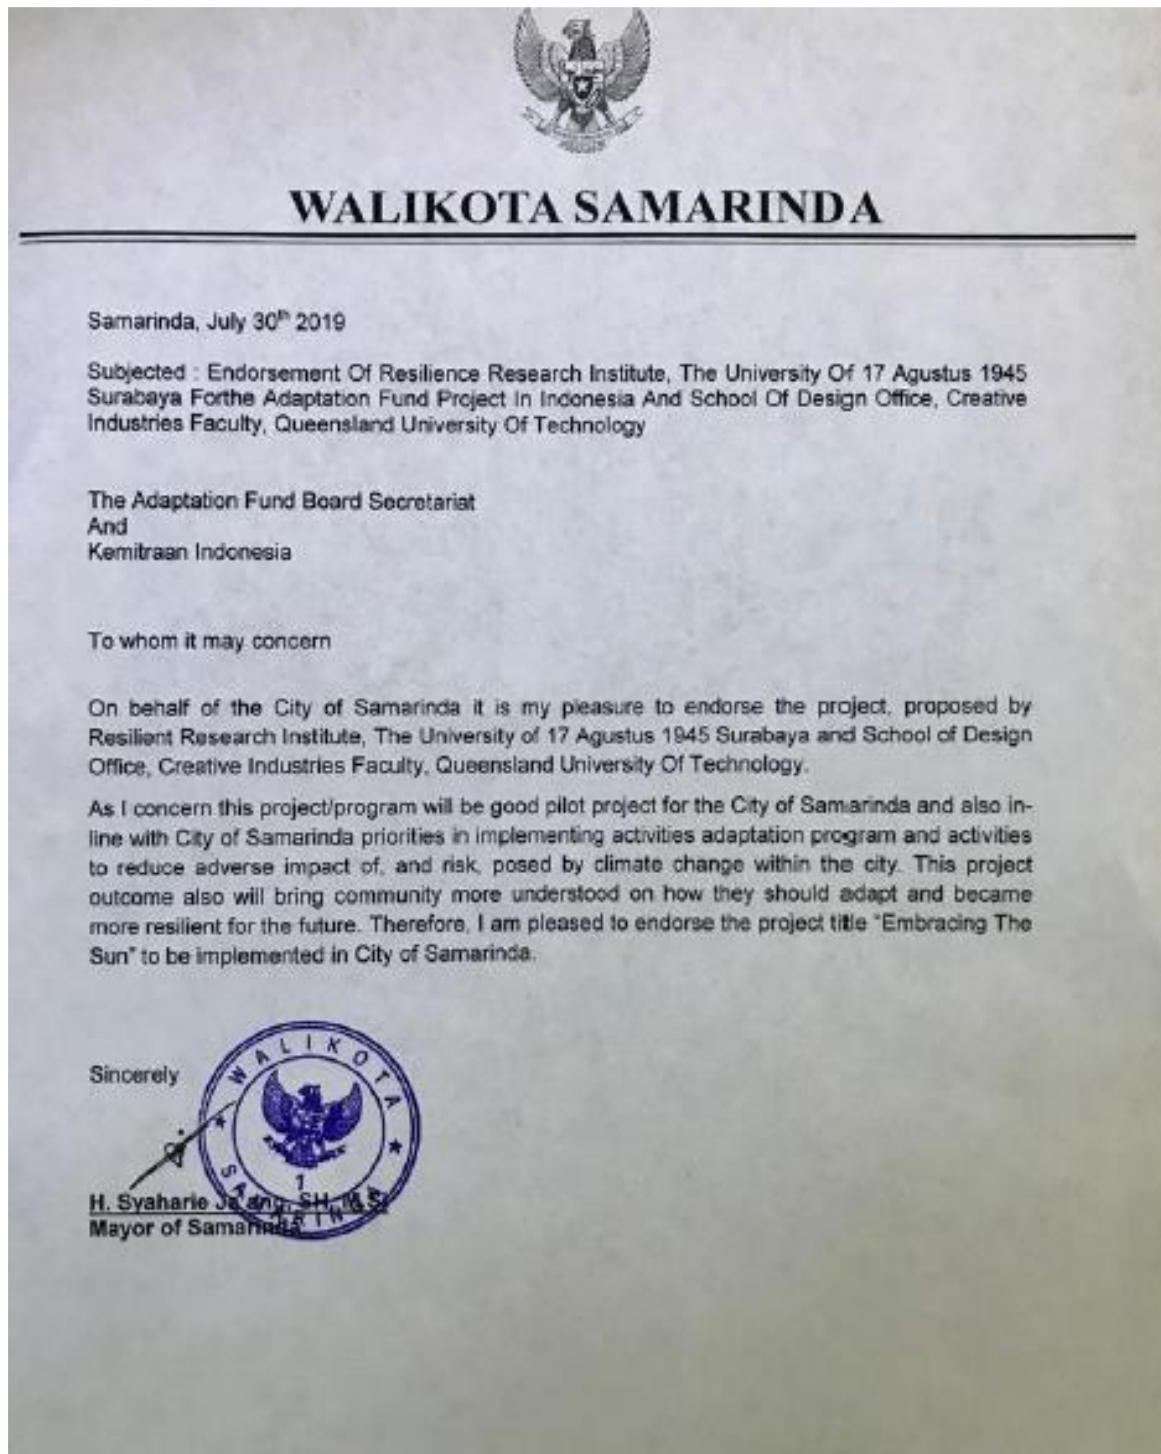 WALIKOTA SAMARINDA
Samarinda, July 30th 2019
Subjected : Endorsement Of Resilience Research Institute, The University Of 17 Agustus 1945
Surabaya Forthe Adaptation Fund Project In Indonesia And School Of Design Office, Creative
Industries Faculty, Queensland University Of Technology
The Adaptation Fund Board Secretariat
And
Kemitraan Indonesia
To whom it may concern
On behalf of the City of Samarinda it is my pleasure to endorse the project, proposed by
Resilient Research Institute, The University of 17 Agustus 1945 Surabaya and School of Design
Office, Creative Industries Faculty, Queensland University Of Technology.
As I concern this project/program will be good pilot project for the City of Samarinda and also in-
line with City of Samarinda priorities in implementing activities adaptation program and activities
to reduce adverse impact of, and risk, posed by climate change within the city. This project
outcome also will bring community more understood on how they should adapt and became
more resilient for the future. Therefore, I am pleased to endorse the project title "Embracing The
Sun" to be implemented in City of Samarinda.
Sincerely
WALIKOTA
1
SAMARINDA
H. Syaharie Ja'ang, SH, M.Si
Mayor of Samarinda